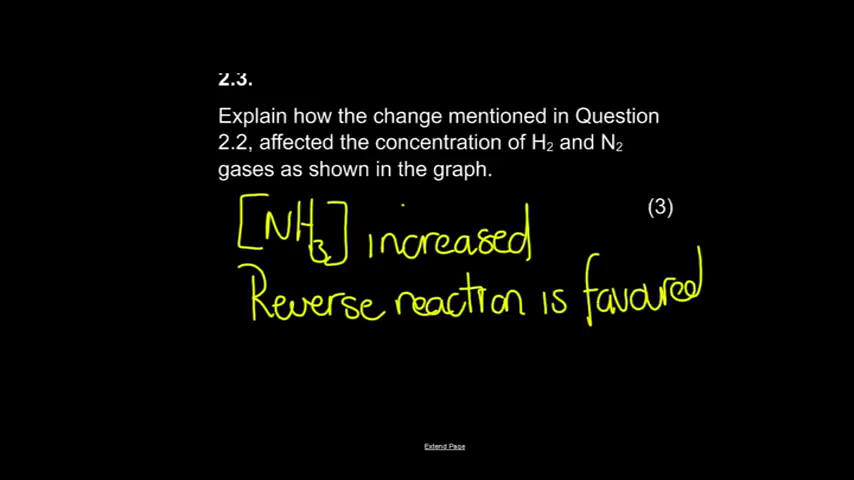 2.3.
Explain how the change mentioned in Question
2.2, affected the concentration of H₂ and N₂
gases as shown in the graph.
(3)
[NH₃] increased
Reverse reaction is favoured
Extend Page